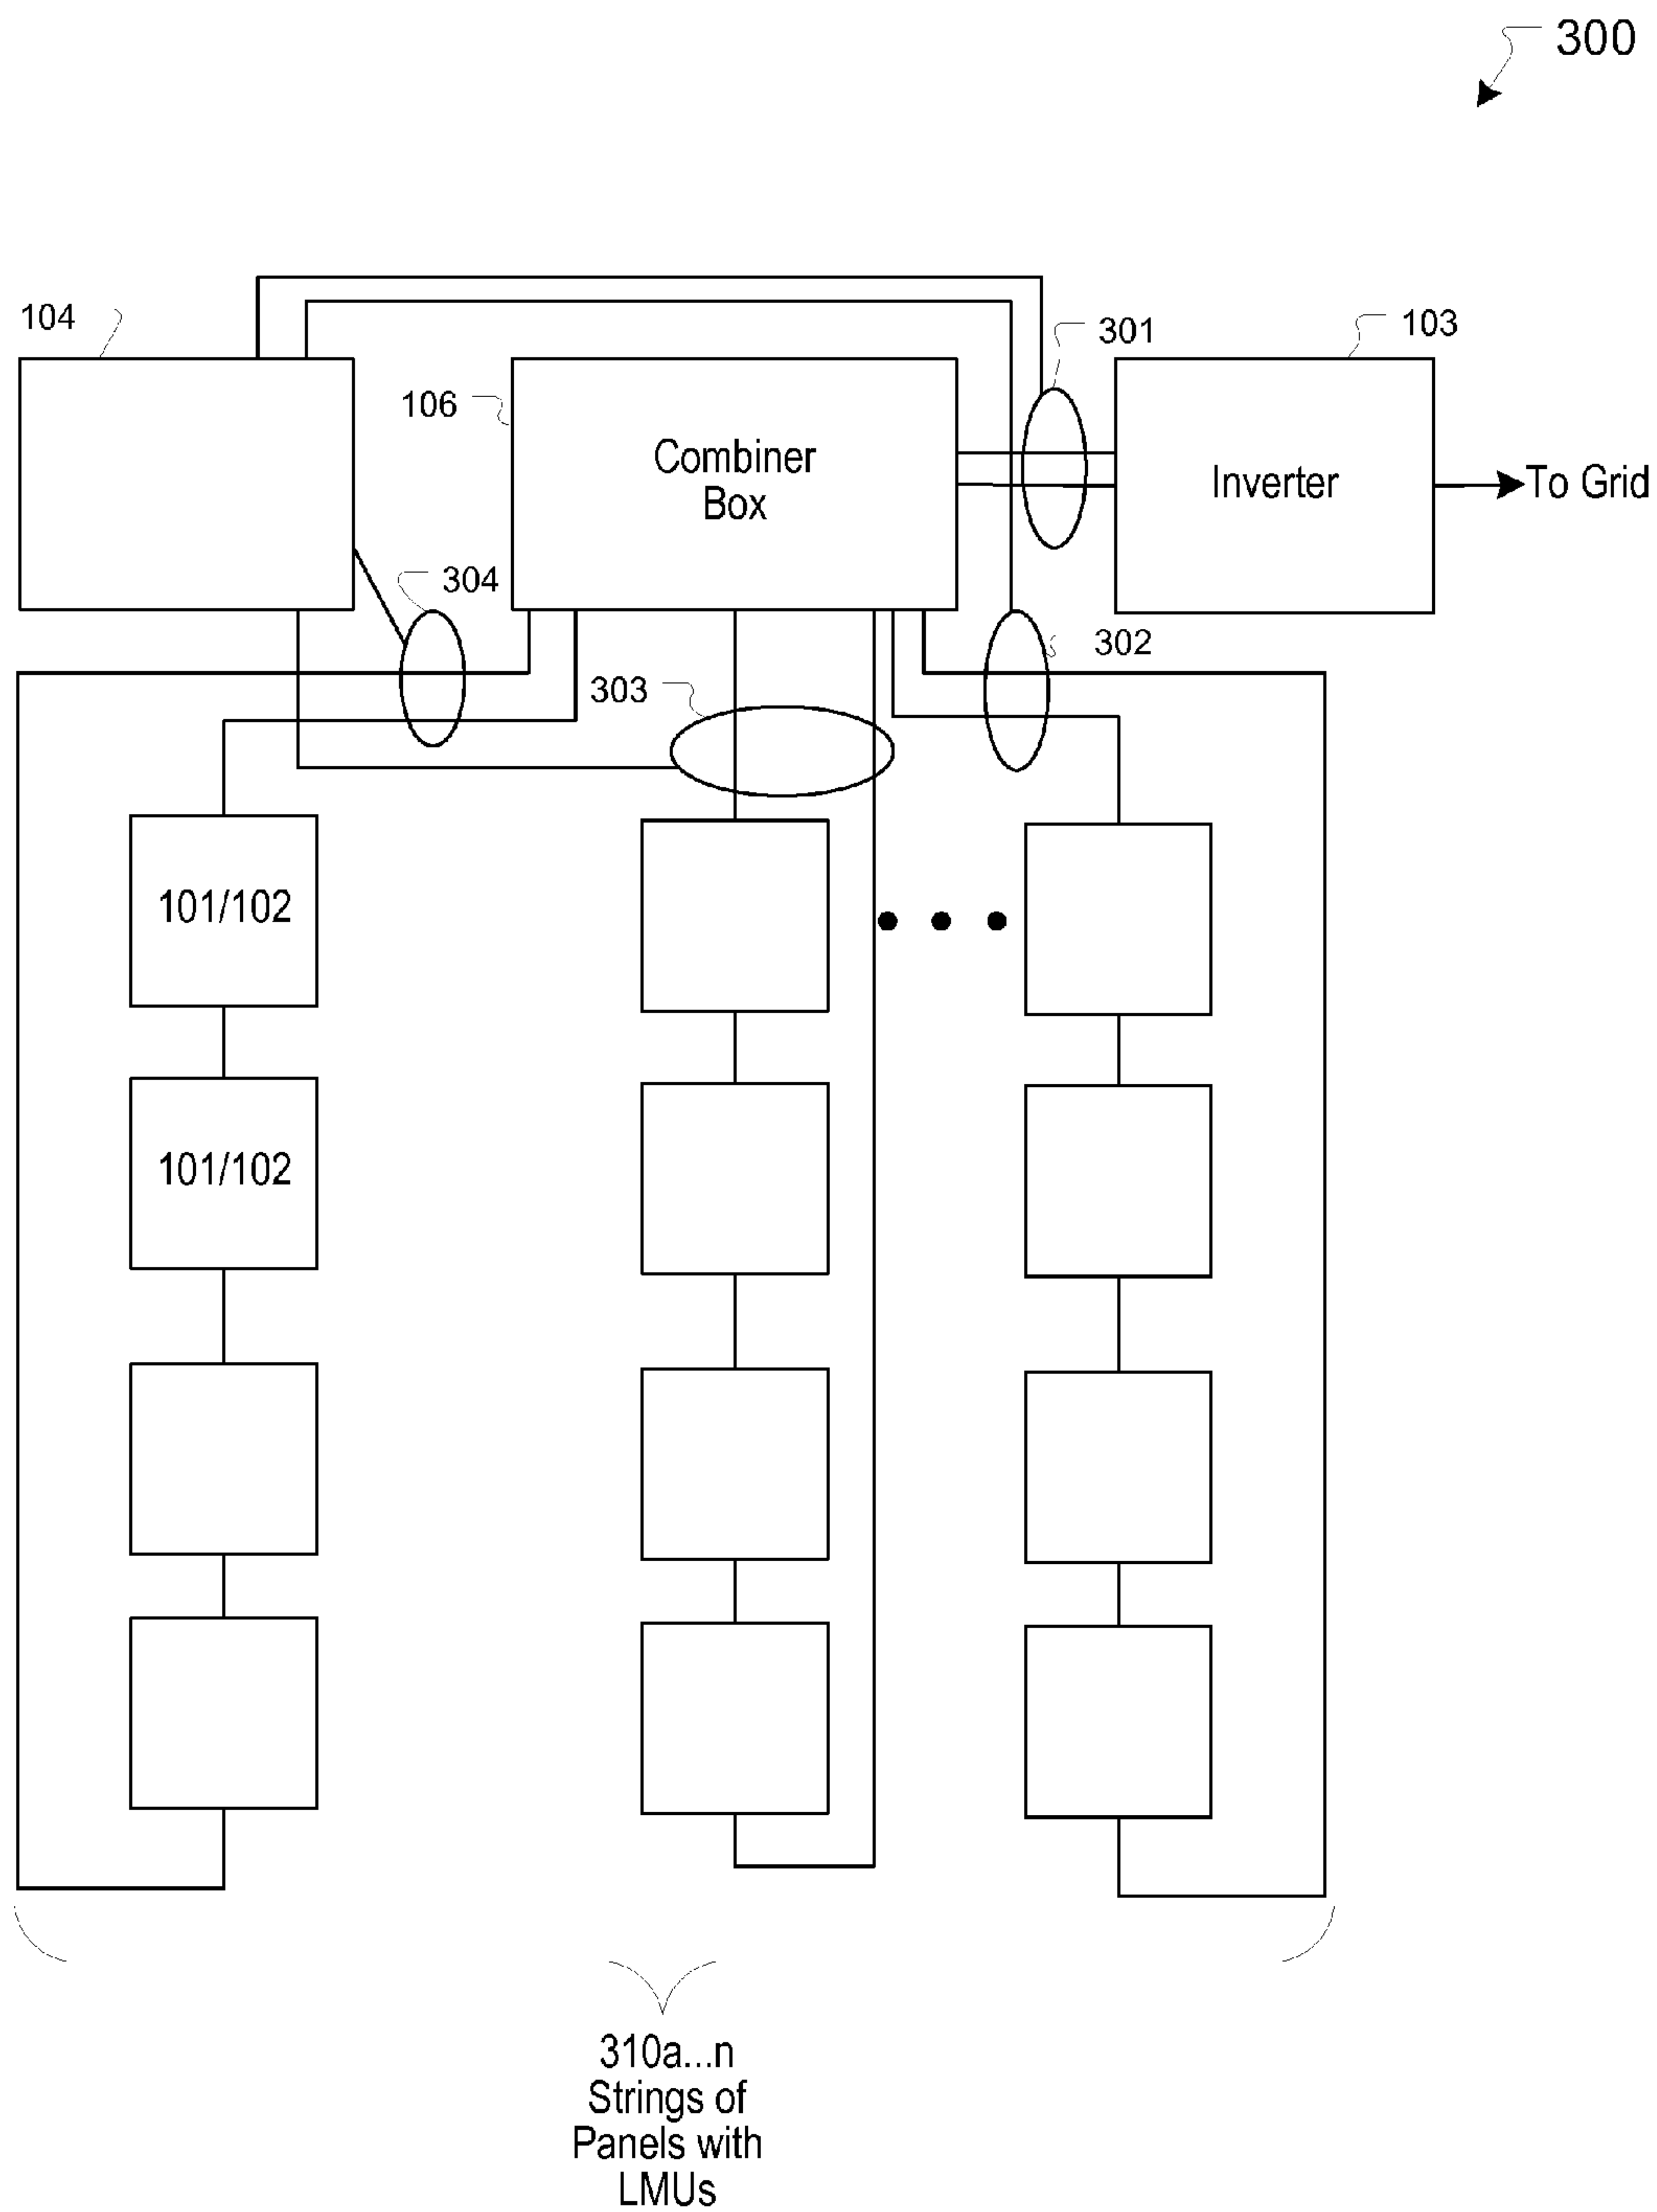 300
104
301
103
106
Combiner
Box
Inverter
To Grid
304
302
303
101/102
101/102
310a...n
Strings of
Panels with
LMUs